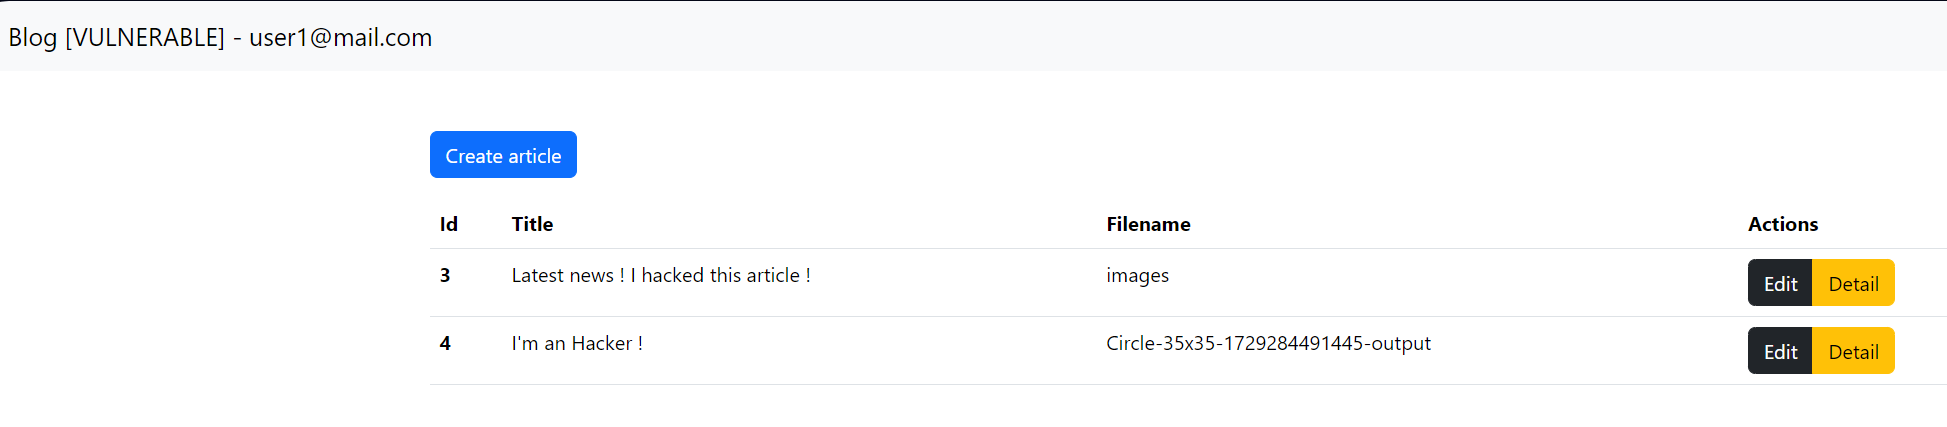 Blog [VULNERABLE] - user1@mail.com
Create article
Id Title Filename Actions
3 Latest news ! I hacked this article ! images Edit Detail
4 I'm an Hacker ! Circle-35x35-1729284491445-output Edit Detail